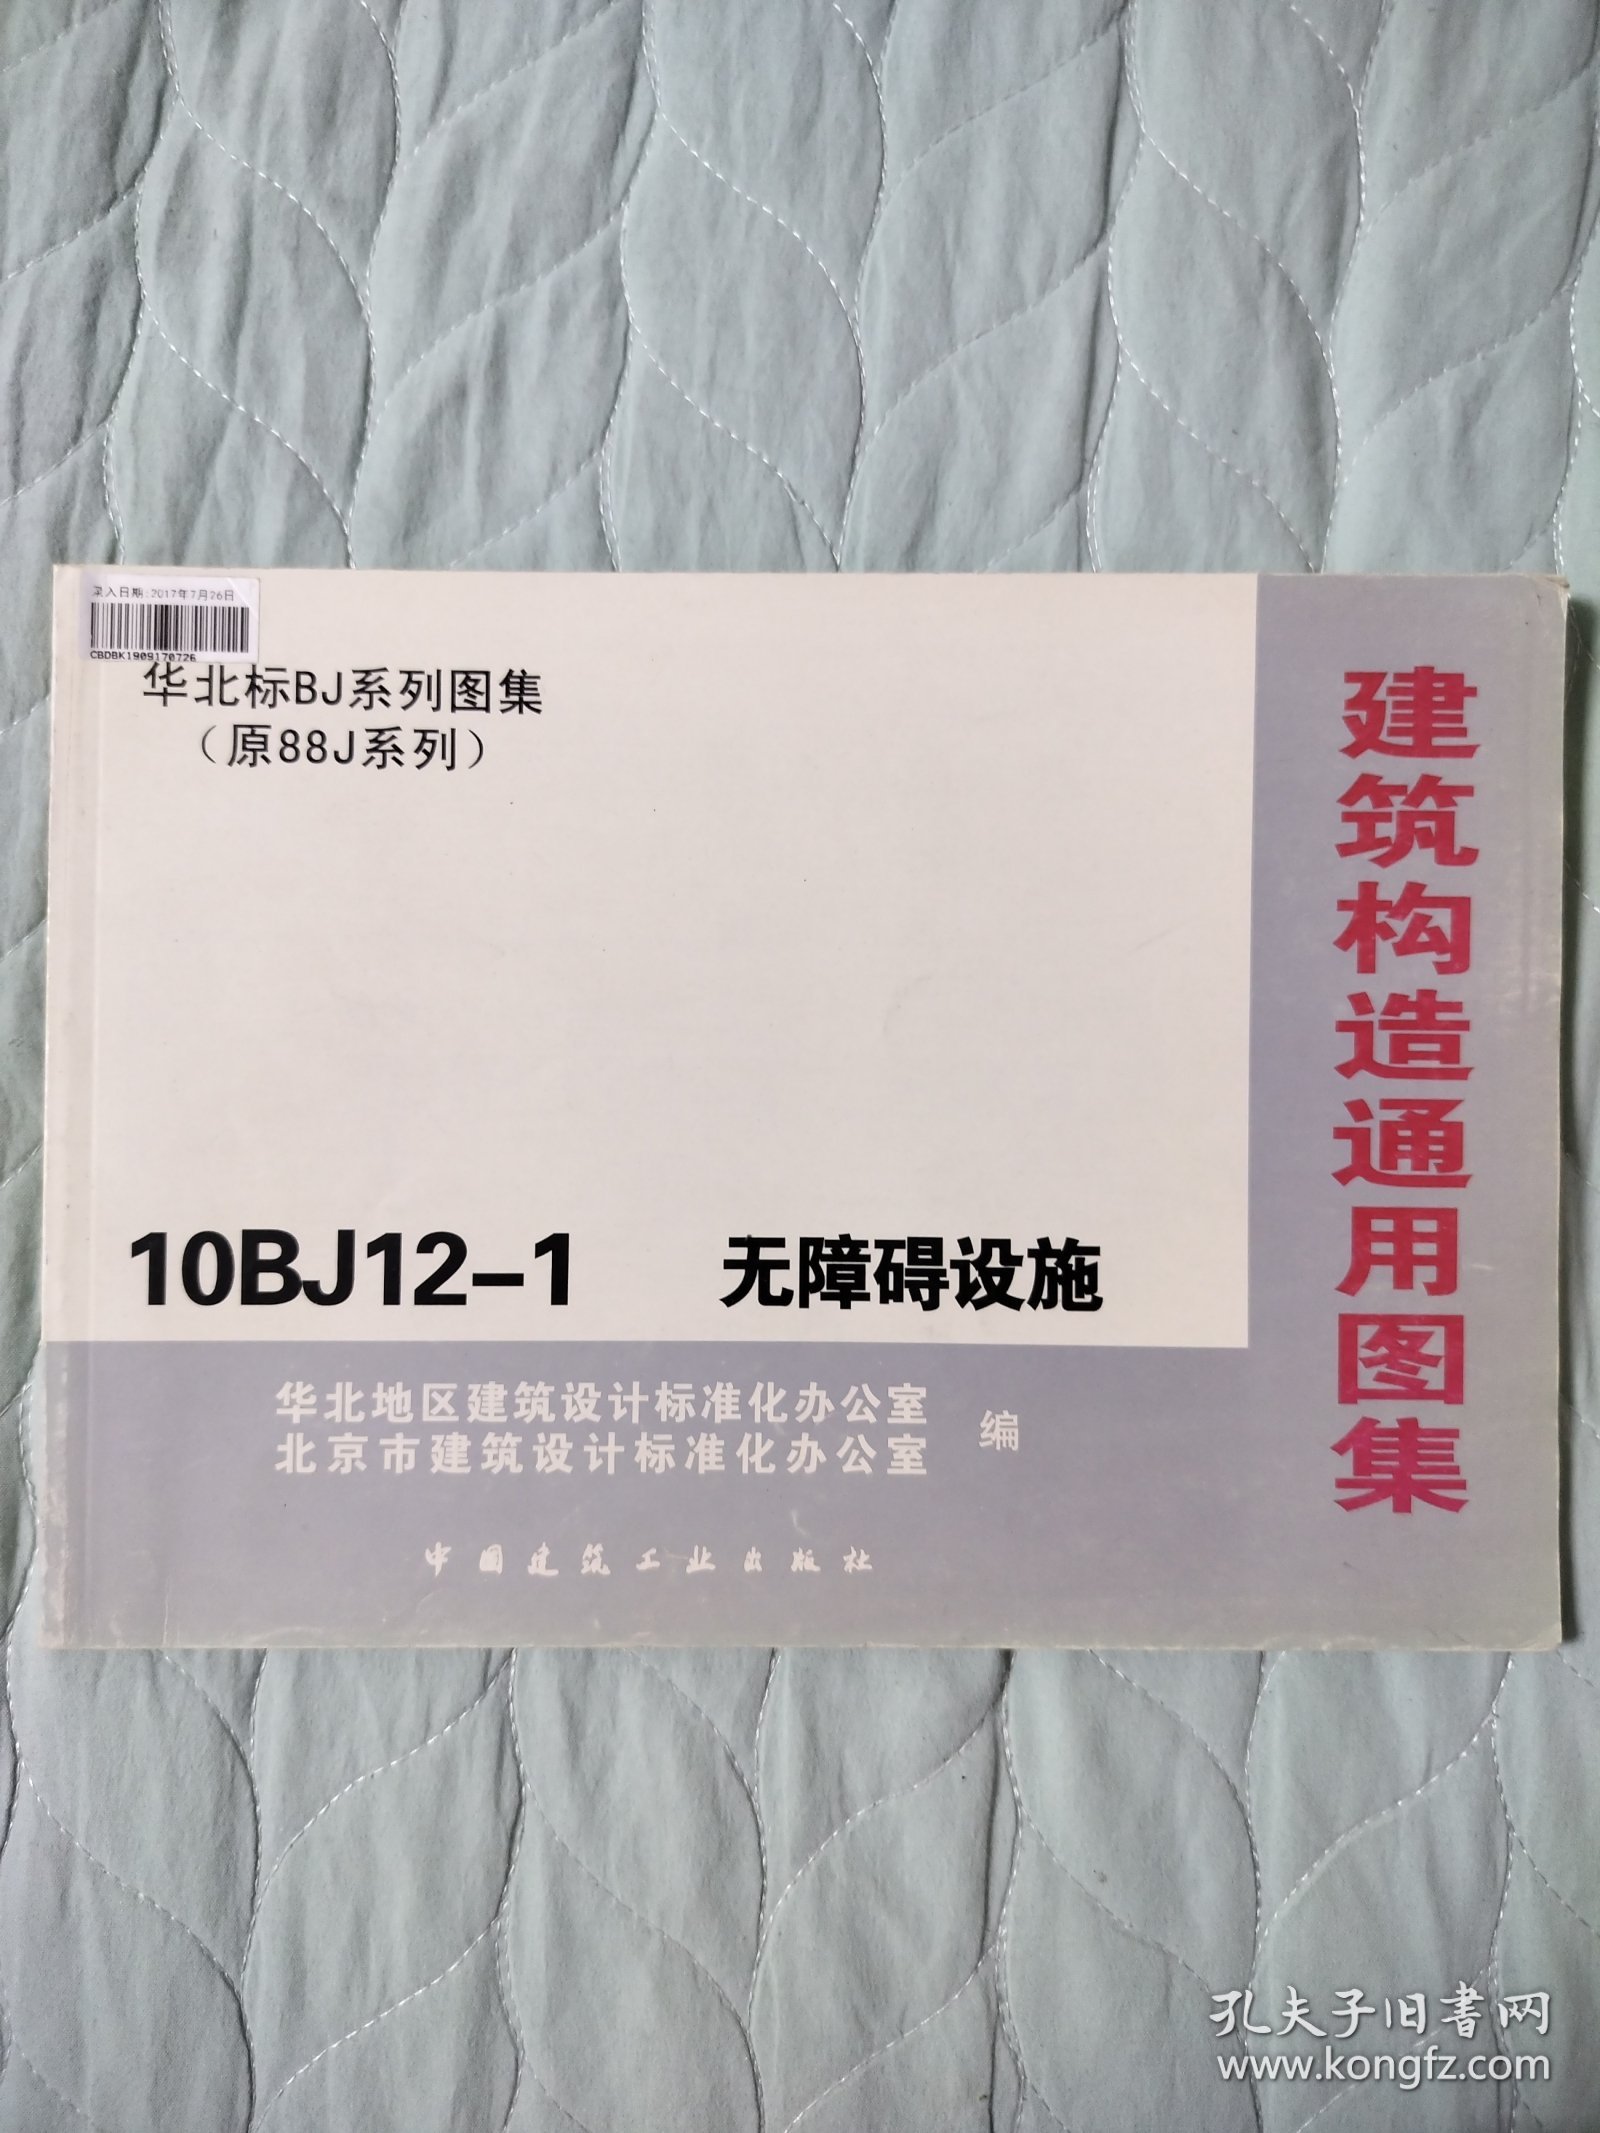 采入日期:2017年7月26日
CBDBK1909170726
华北标BJ系列图集
（原88J系列）
10BJ12-1 无障碍设施
华北地区建筑设计标准化办公室
北京市建筑设计标准化办公室
编
中国建筑工业出版社
建筑构造通用图集
孔夫子旧书网
www.kongfz.com